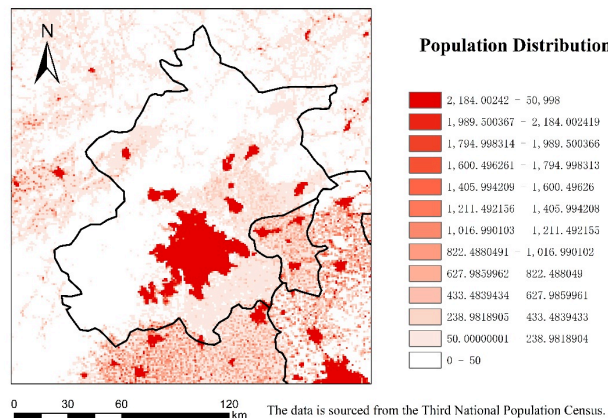 N
Population Distribution
2,184.00242 - 50,998
1,989.500367 - 2,184.002419
1,794.998314 - 1,989.500366
1,600.496261 - 1,794.998313
1,405.994209 - 1,600.49626
1,211.492156 1,405.994208
1,016.990103 1,211.492155
822.4880491 - 1,016.990102
627.9859962 822.488049
433.4839434 627.9859961
238.9818905 433.4839433
50.00000001 238.9818904
0 - 50
0 30 60 120
km
The data is sourced from the Third National Population Census.